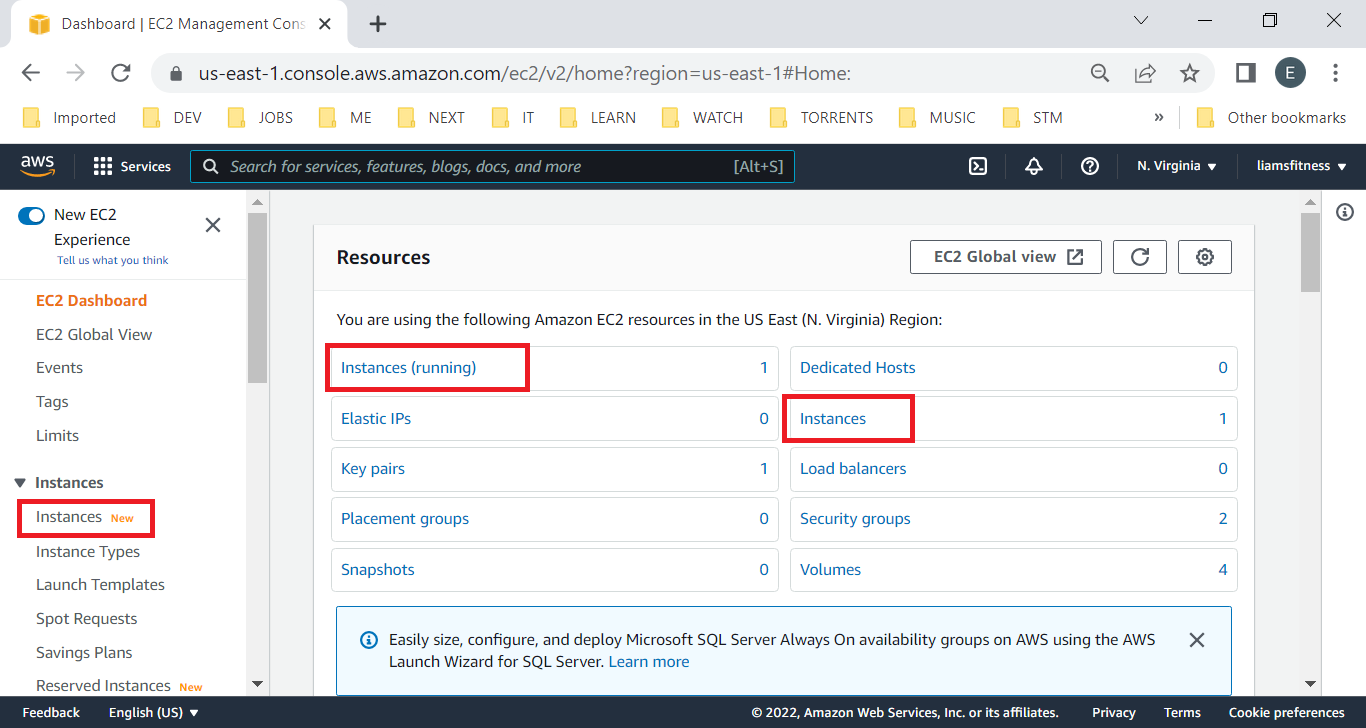 Dashboard | EC2 Management Cons
us-east-1.console.aws.amazon.com/ec2/v2/home?region=us-east-1#Home:
E
Imported DEV JOBS ME NEXT IT LEARN WATCH TORRENTS MUSIC STM » Other bookmarks
aws Services Search for services, features, blogs, docs, and more [Alt+S] N. Virginia liamsfitness
New EC2
Experience
Tell us what you think
EC2 Dashboard
EC2 Global View
Events
Tags
Limits
Instances
Instances New
Instance Types
Launch Templates
Spot Requests
Savings Plans
Reserved Instances New
Resources
EC2 Global view
You are using the following Amazon EC2 resources in the US East (N. Virginia) Region:
Instances (running) 1
Dedicated Hosts 0
Elastic IPs 0
Instances 1
Key pairs 1
Load balancers 0
Placement groups 0
Security groups 2
Snapshots 0
Volumes 4
Easily size, configure, and deploy Microsoft SQL Server Always On availability groups on AWS using the AWS
Launch Wizard for SQL Server. Learn more
Feedback English (US) © 2022, Amazon Web Services, Inc. or its affiliates. Privacy Terms Cookie preferences